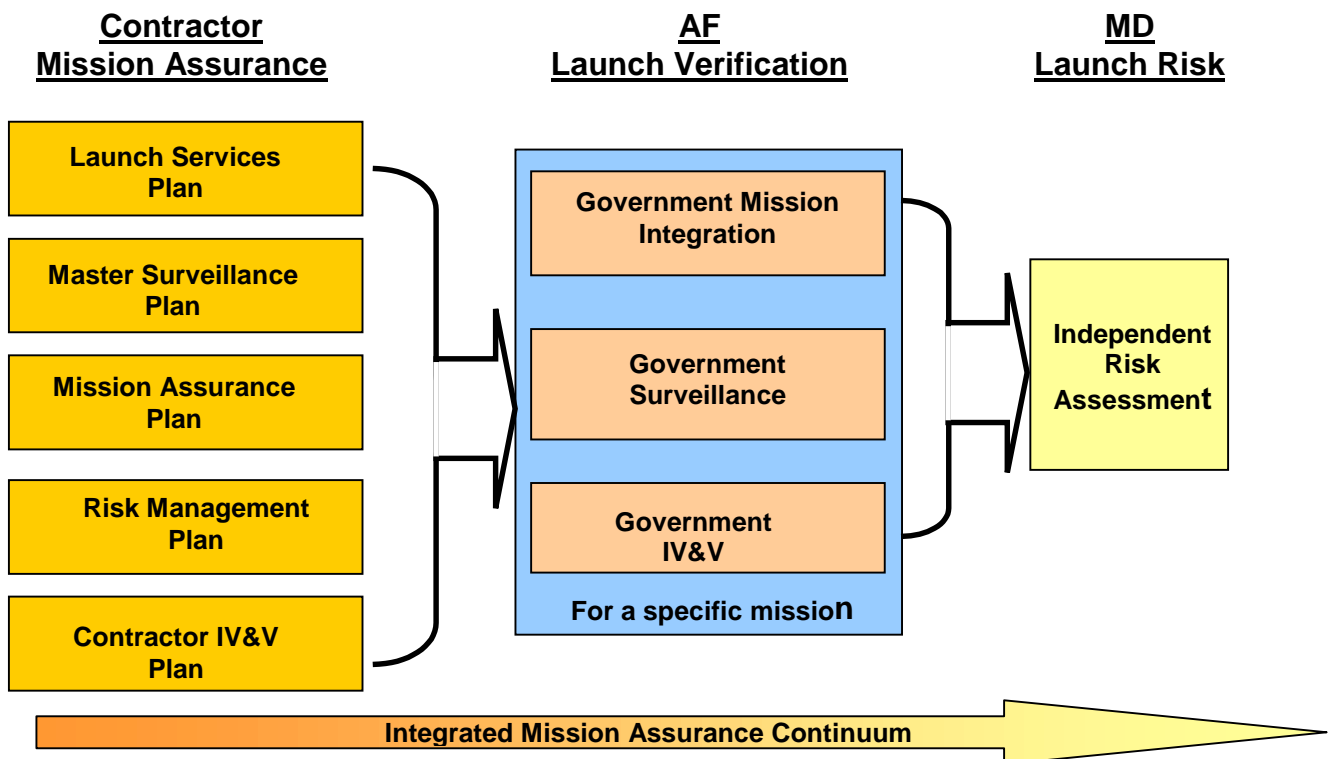 Contractor
Mission Assurance
AF
Launch Verification
MD
Launch Risk
Launch Services
Plan
Master Surveillance
Plan
Mission Assurance
Plan
Risk Management
Plan
Contractor IV&V
Plan
Government Mission
Integration
Government
Surveillance
Government
IV&V
For a specific mission
Independent
Risk
Assessment
Integrated Mission Assurance Continuum